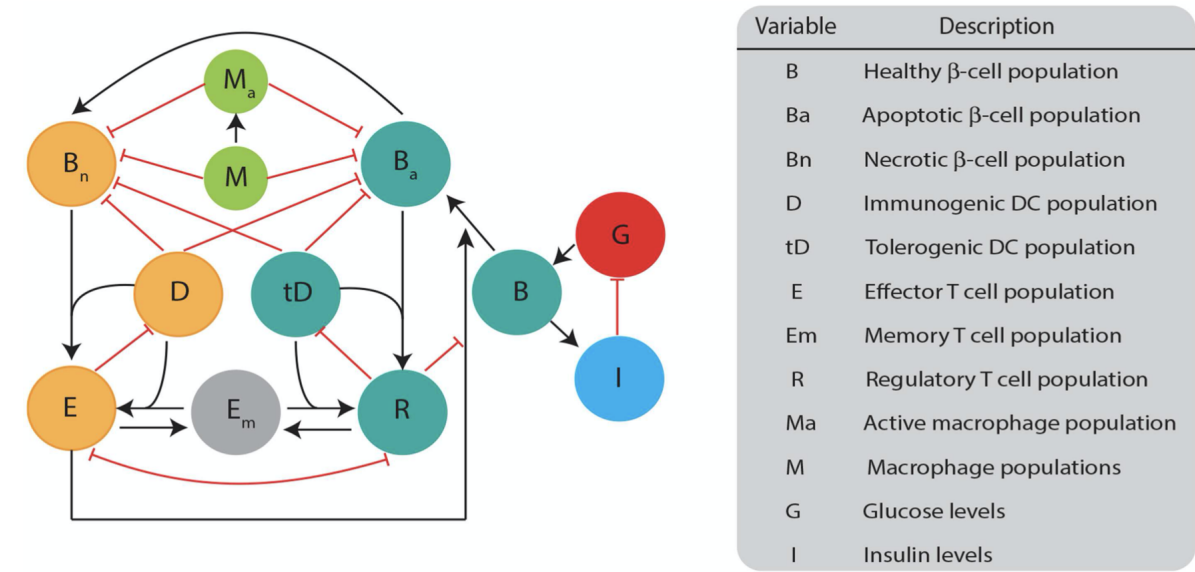 Ma
Bn
M
Ba
D
tD
B
G
E
Em
R
I
Variable Description
B Healthy β-cell population
Ba Apoptotic β-cell population
Bn Necrotic β-cell population
D Immunogenic DC population
tD Tolerogenic DC population
E Effector T cell population
Em Memory T cell population
R Regulatory T cell population
Ma Active macrophage population
M Macrophage populations
G Glucose levels
I Insulin levels